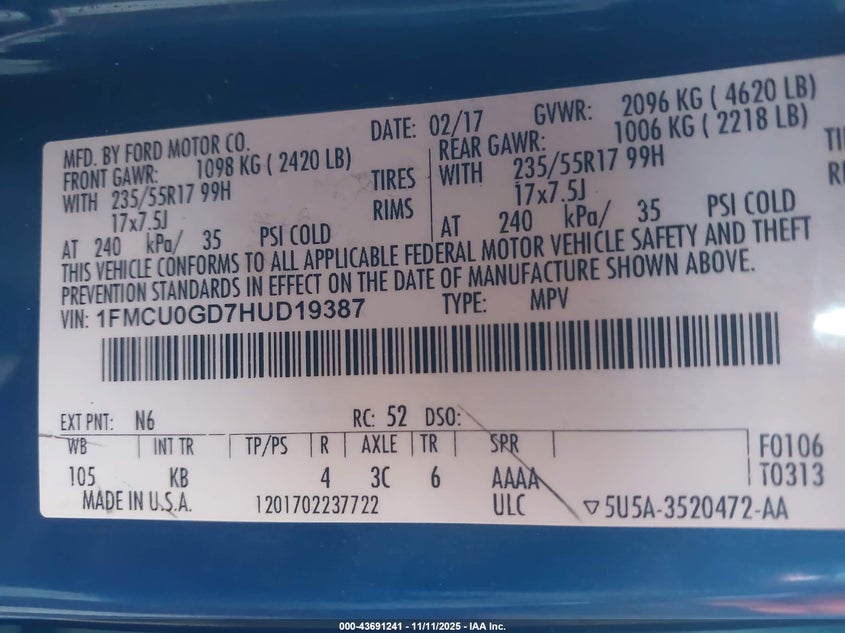 MFD. BY FORD MOTOR CO. DATE: 02/17 GVWR: 2096 KG ( 4620 LB)
FRONT GAWR: 1098 KG ( 2420 LB) REAR GAWR: 1006 KG ( 2218 LB)
WITH 235/55R17 99H TIRES WITH 235/55R17 99H
17x7.5J RIMS 17x7.5J
AT 240 kPa/ 35 PSI COLD AT 240 kPa/ 35 PSI COLD
THIS VEHICLE CONFORMS TO ALL APPLICABLE FEDERAL MOTOR VEHICLE SAFETY AND THEFT
PREVENTION STANDARDS IN EFFECT ON THE DATE OF MANUFACTURE SHOWN ABOVE.
VIN: 1FMCU0GD7HUD19387 TYPE: MPV
EXT PNT: N6 RC: 52 DSO:
WB INT TR TP/PS R AXLE TR SPR F0106
105 KB 4 3C 6 AAAA T0313
MADE IN U.S.A. 1201702237722 ULC ▽5U5A-3520472-AA
000-43691241 - 11/11/2025 - IAA Inc.